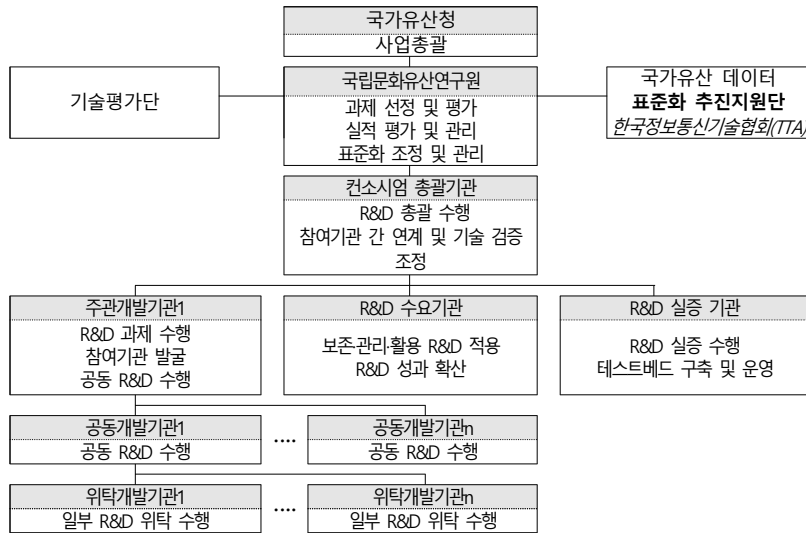 국가유산청
사업총괄
기술평가단
국립문화유산연구원
과제 선정 및 평가
실적 평가 및 관리
표준화 조정 및 관리
국가유산 데이터
표준화 추진지원단
한국정보통신기술협회(TTA)
컨소시엄 총괄기관
R&D 총괄 수행
참여기관 간 연계 및 기술 검증
조정
주관개발기관1
R&D 과제 수행
참여기관 발굴
공동 R&D 수행
R&D 수요기관
보존·관리·활용 R&D 적용
R&D 성과 확산
R&D 실증 기관
R&D 실증 수행
테스트베드 구축 및 운영
공동개발기관1
공동 R&D 수행
....
공동개발기관n
공동 R&D 수행
위탁개발기관1
일부 R&D 위탁 수행
....
위탁개발기관n
일부 R&D 위탁 수행